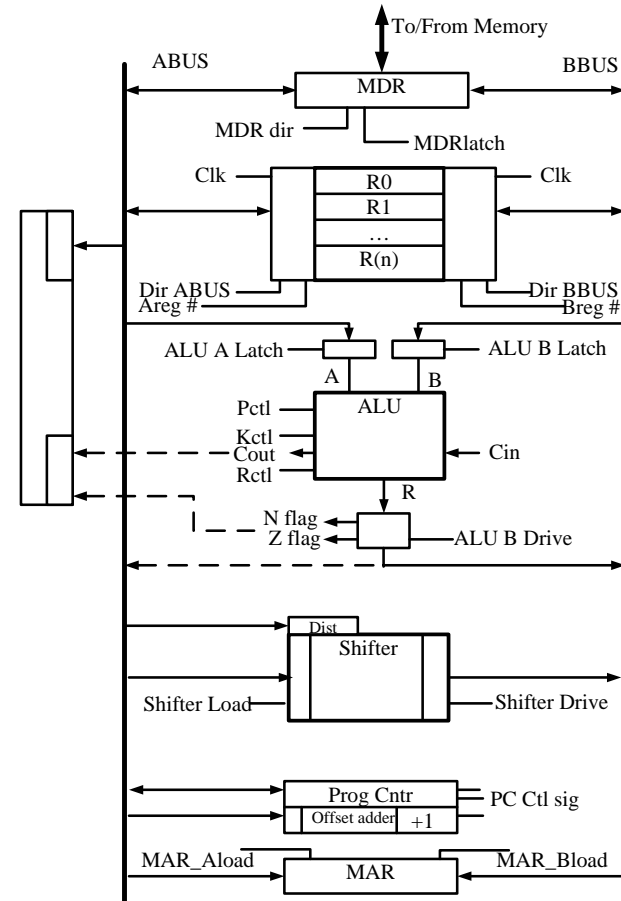 To/From Memory
ABUS
BBUS
MDR
MDR dir
MDRlatch
Clk
Clk
R0
R1
…
R(n)
Dir ABUS
Dir BBUS
Areg #
Breg #
ALU A Latch
ALU B Latch
A
B
ALU
Pctl
Kctl
Cout
Cin
Rctl
R
N flag
Z flag
ALU B Drive
Dist
Shifter
Shifter Load
Shifter Drive
Prog Cntr
PC Ctl sig
Offset adder
+1
MAR_Aload
MAR_Bload
MAR